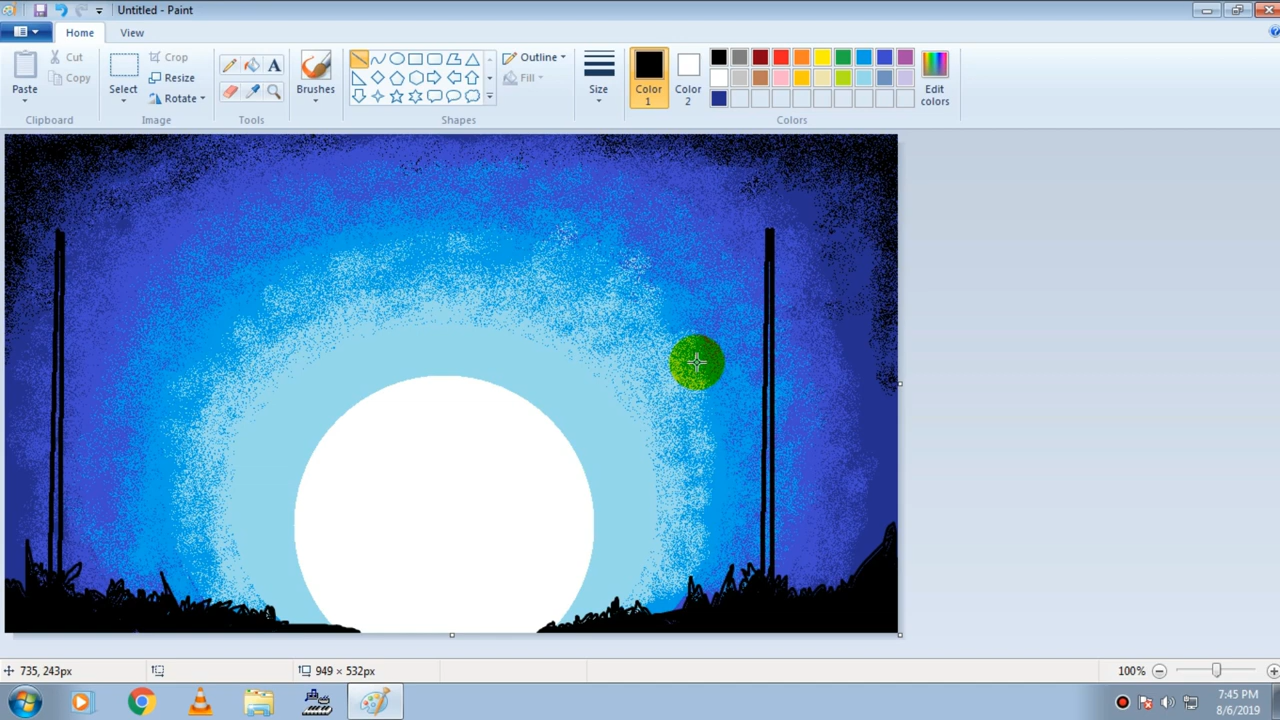 Untitled - Paint
Home View
Paste
Cut
Copy
Clipboard
Select
Crop
Resize
Rotate
Image
Tools
Brushes
Shapes
Outline
Fill
Size
Color 1
Color 2
Colors
Edit colors
735, 243px
949 × 532px
100%
7:45 PM
8/6/2019